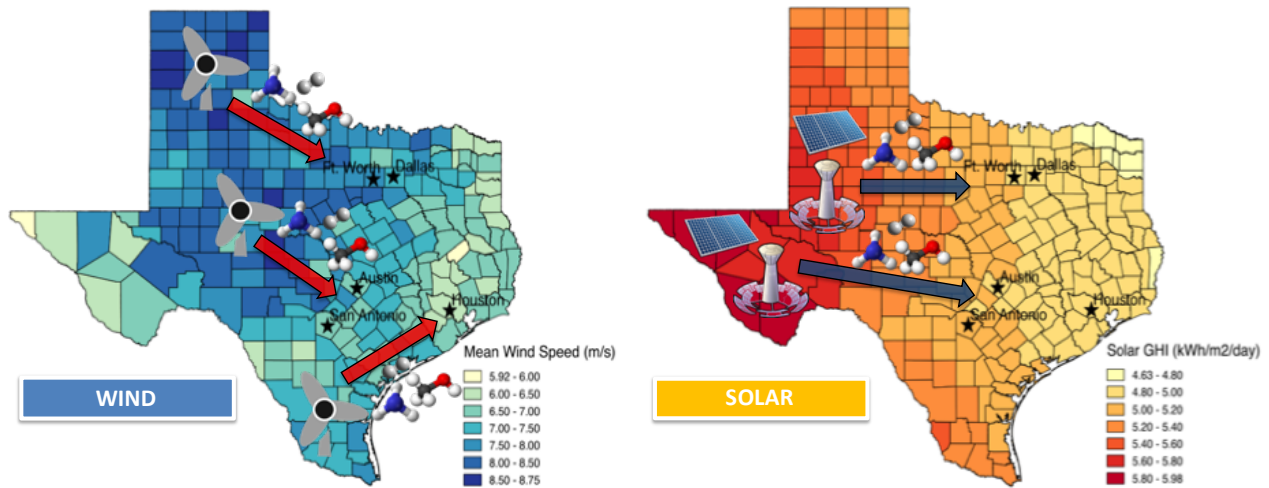 Ft. Worth
Dallas
Austin
San Antonio
Houston
Mean Wind Speed (m/s)
5.92 - 6.00
6.00 - 6.50
6.50 - 7.00
7.00 - 7.50
7.50 - 8.00
8.00 - 8.50
8.50 - 8.75
WIND
Ft. Worth
Dallas
Austin
San Antonio
Houston
Solar GHI (kWh/m2/day)
4.63 - 4.80
4.80 - 5.00
5.00 - 5.20
5.20 - 5.40
5.40 - 5.60
5.60 - 5.80
5.80 - 5.98
SOLAR